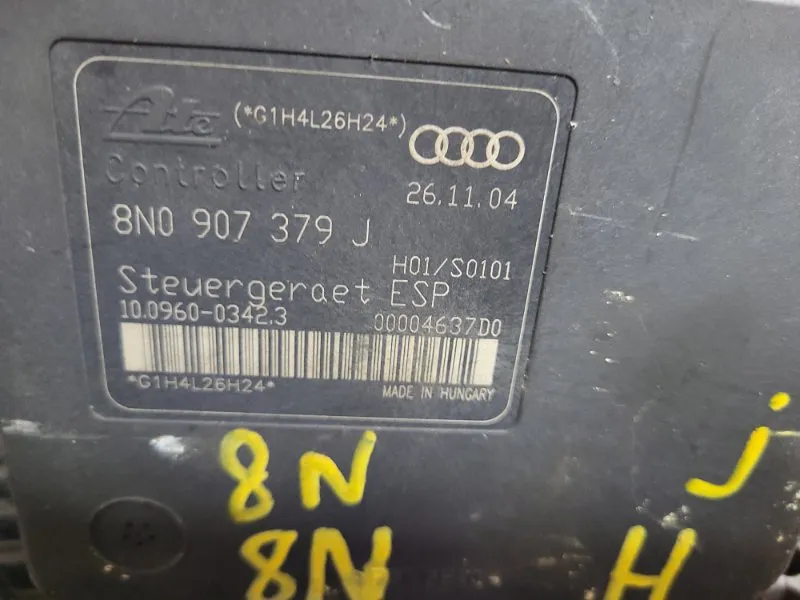 Ate (*G1H4L26H24*)
Controller 26.11.04
8N0 907 379 J
H01/S0101
Steuergeraet ESP
10.0960-0342.3 00004637D0
*G1H4L26H24* MADE IN HUNGARY
8N J
8N H